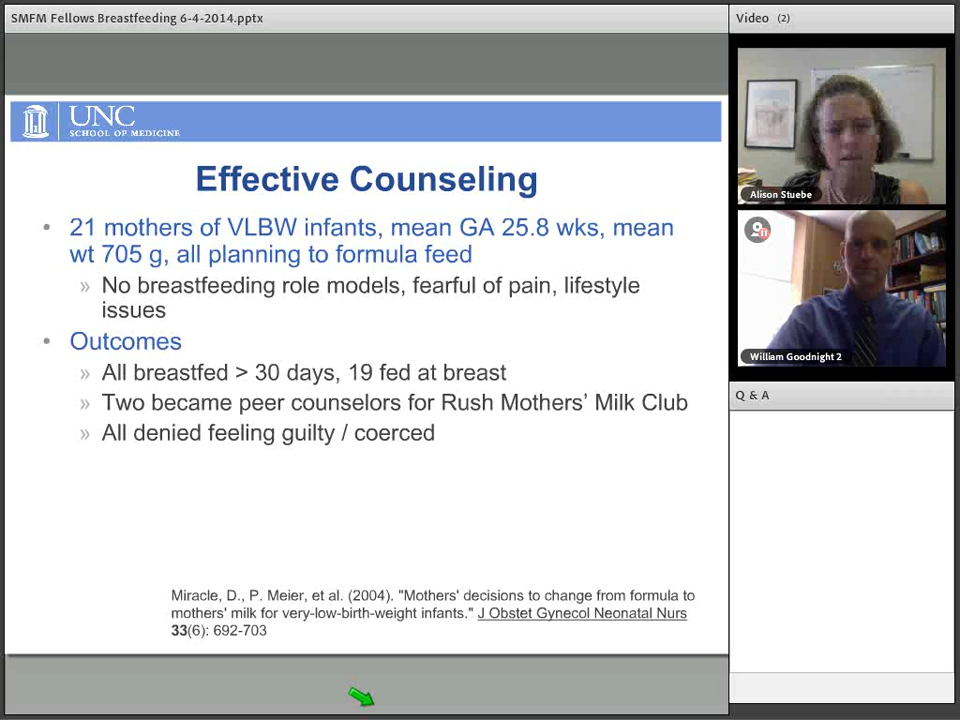 SMFM Fellows Breastfeeding 6-4-2014.pptx
Video (2)
UNC
SCHOOL OF MEDICINE
Effective Counseling
• 21 mothers of VLBW infants, mean GA 25.8 wks, mean
wt 705 g, all planning to formula feed
» No breastfeeding role models, fearful of pain, lifestyle
issues
• Outcomes
» All breastfed > 30 days, 19 fed at breast
» Two became peer counselors for Rush Mothers' Milk Club
» All denied feeling guilty / coerced
Miracle, D., P. Meier, et al. (2004). "Mothers' decisions to change from formula to
mothers' milk for very-low-birth-weight infants." J Obstet Gynecol Neonatal Nurs
33(6): 692-703
Alison Stuebe
William Goodnight 2
Q & A